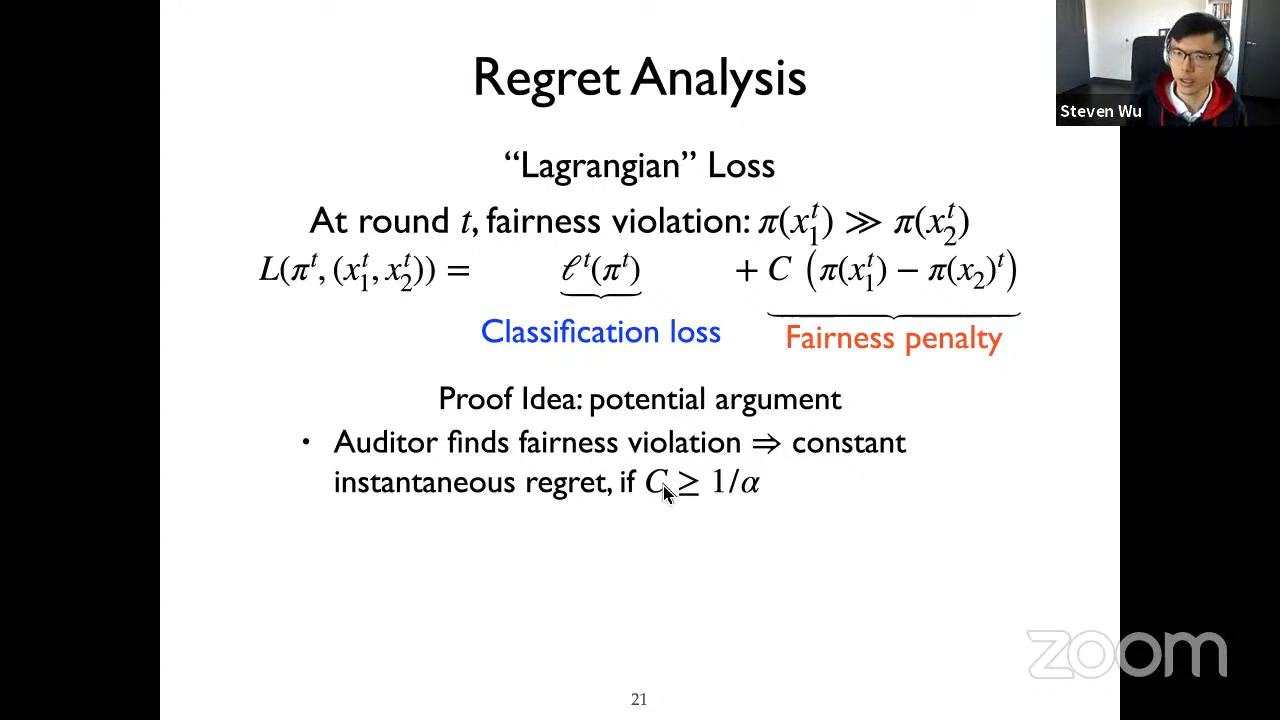 Regret Analysis
Steven Wu
“Lagrangian” Loss
At round t, fairness violation: π(x₁ᵗ) ≫ π(x₂ᵗ)
L(πᵗ, (x₁ᵗ, x₂ᵗ)) = ℓᵗ(πᵗ) + C (π(x₁ᵗ) − π(x₂)ᵗ)
Classification loss
Fairness penalty
Proof Idea: potential argument
• Auditor finds fairness violation ⇒ constant
instantaneous regret, if C ≥ 1/α
zoom
21